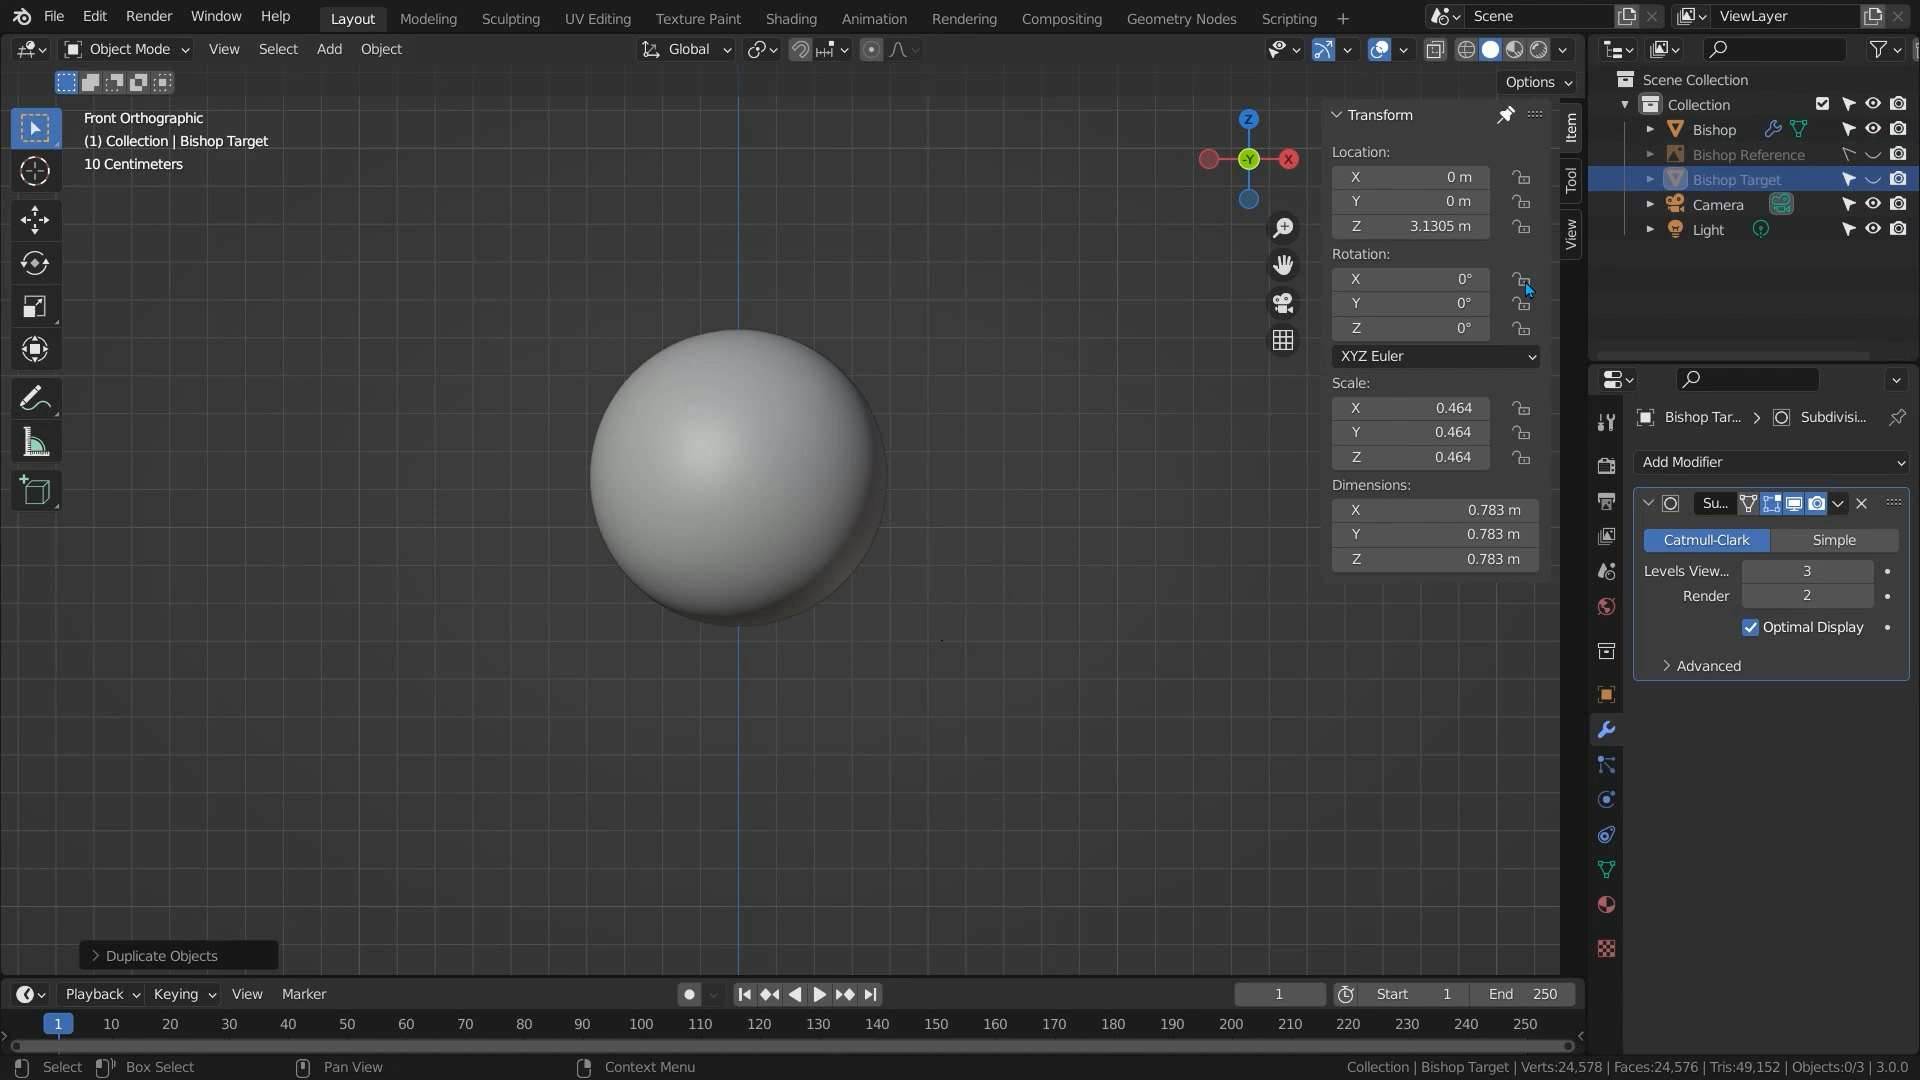 File Edit Render Window Help Layout Modeling Sculpting UV Editing Texture Paint Shading Animation Rendering Compositing Geometry Nodes Scripting + Scene ViewLayer
Object Mode View Select Add Object Global
Options
Front Orthographic
(1) Collection | Bishop Target
10 Centimeters
Z
-Y
X
Transform
Location:
X 0 m
Y 0 m
Z 3.1305 m
Rotation:
X 0°
Y 0°
Z 0°
XYZ Euler
Scale:
X 0.464
Y 0.464
Z 0.464
Dimensions:
X 0.783 m
Y 0.783 m
Z 0.783 m
Item
Tool
View
Scene Collection
Collection
Bishop
Bishop Reference
Bishop Target
Camera
Light
Bishop Tar... > Subdivisi...
Add Modifier
Su...
Catmull-Clark Simple
Levels View... 3
Render 2
Optimal Display
Advanced
Duplicate Objects
Playback Keying View Marker 1 Start 1 End 250
1 10 20 30 40 50 60 70 80 90 100 110 120 130 140 150 160 170 180 190 200 210 220 230 240 250
Select Box Select Pan View Context Menu Collection | Bishop Target | Verts:24,578 | Faces:24,576 | Tris:49,152 | Objects:0/3 | 3.0.0